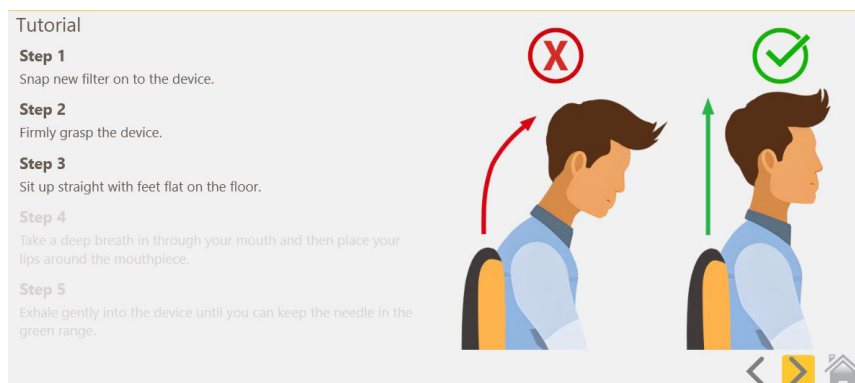 Tutorial
Step 1
Snap new filter on to the device.
Step 2
Firmly grasp the device.
Step 3
Sit up straight with feet flat on the floor.
Step 4
Take a deep breath in through your mouth and then place your
lips around the mouthpiece.
Step 5
Exhale gently into the device until you can keep the needle in the
green range.